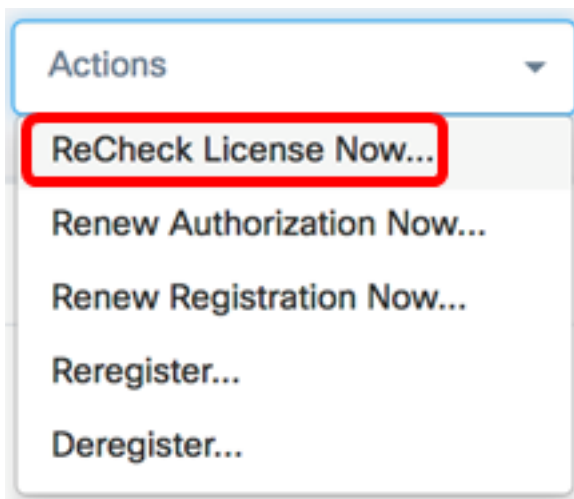 Actions
ReCheck License Now...
Renew Authorization Now...
Renew Registration Now...
Reregister...
Deregister...